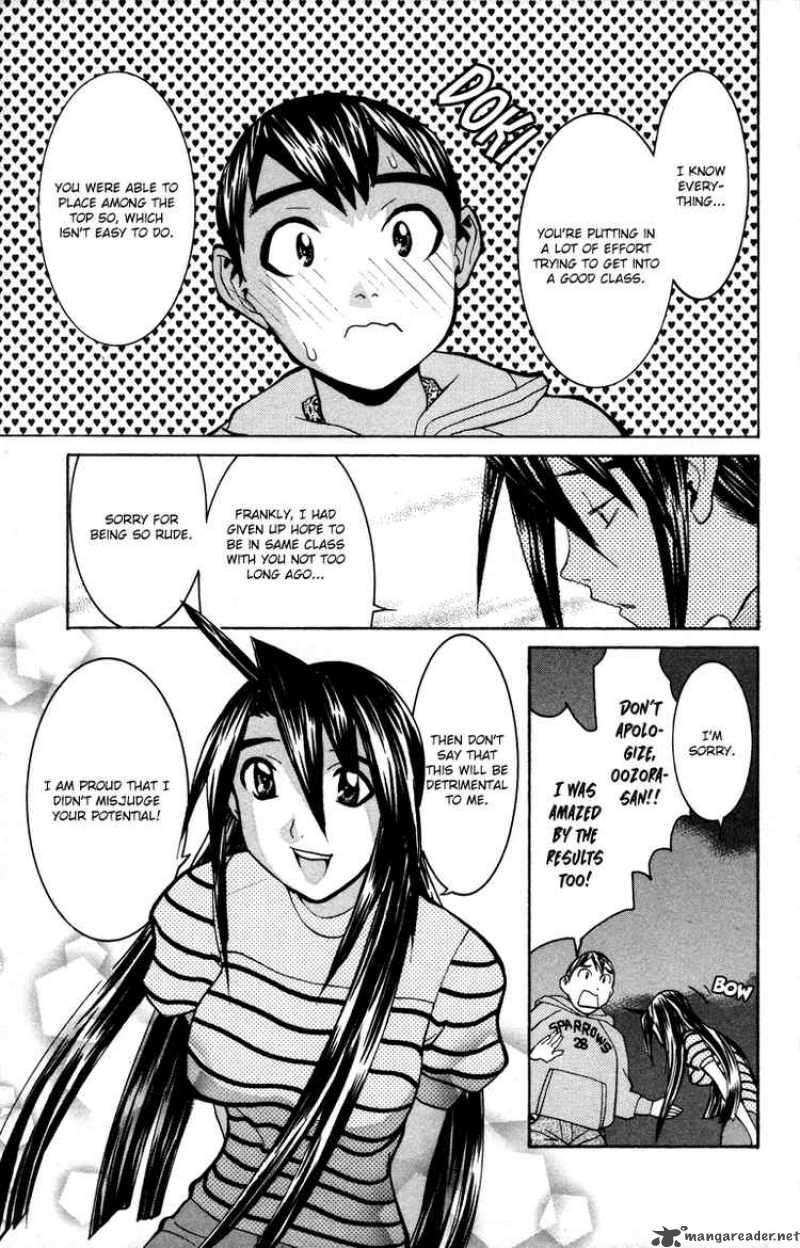 I KNOW
EVERY-
THING...
YOU'RE PUTTING IN
A LOT OF EFFORT
TRYING TO GET INTO
A GOOD CLASS.
DOKI
YOU WERE ABLE TO
PLACE AMONG THE
TOP 50, WHICH
ISN'T EASY TO DO.
FRANKLY, I HAD
GIVEN UP HOPE TO
BE IN SAME CLASS
WITH YOU NOT TOO
LONG AGO...
SORRY FOR
BEING SO RUDE.
I'M
SORRY.
DON'T
APOLO-
GIZE,
OOZORA-
SAN!!
I WAS
AMAZED
BY THE
RESULTS
TOO!
BOW
SPARROWS
28
THEN DON'T
SAY THAT
THIS WILL BE
DETRIMENTAL
TO ME.
I AM PROUD THAT I
DIDN'T MISJUDGE
YOUR POTENTIAL!
mangareader.net